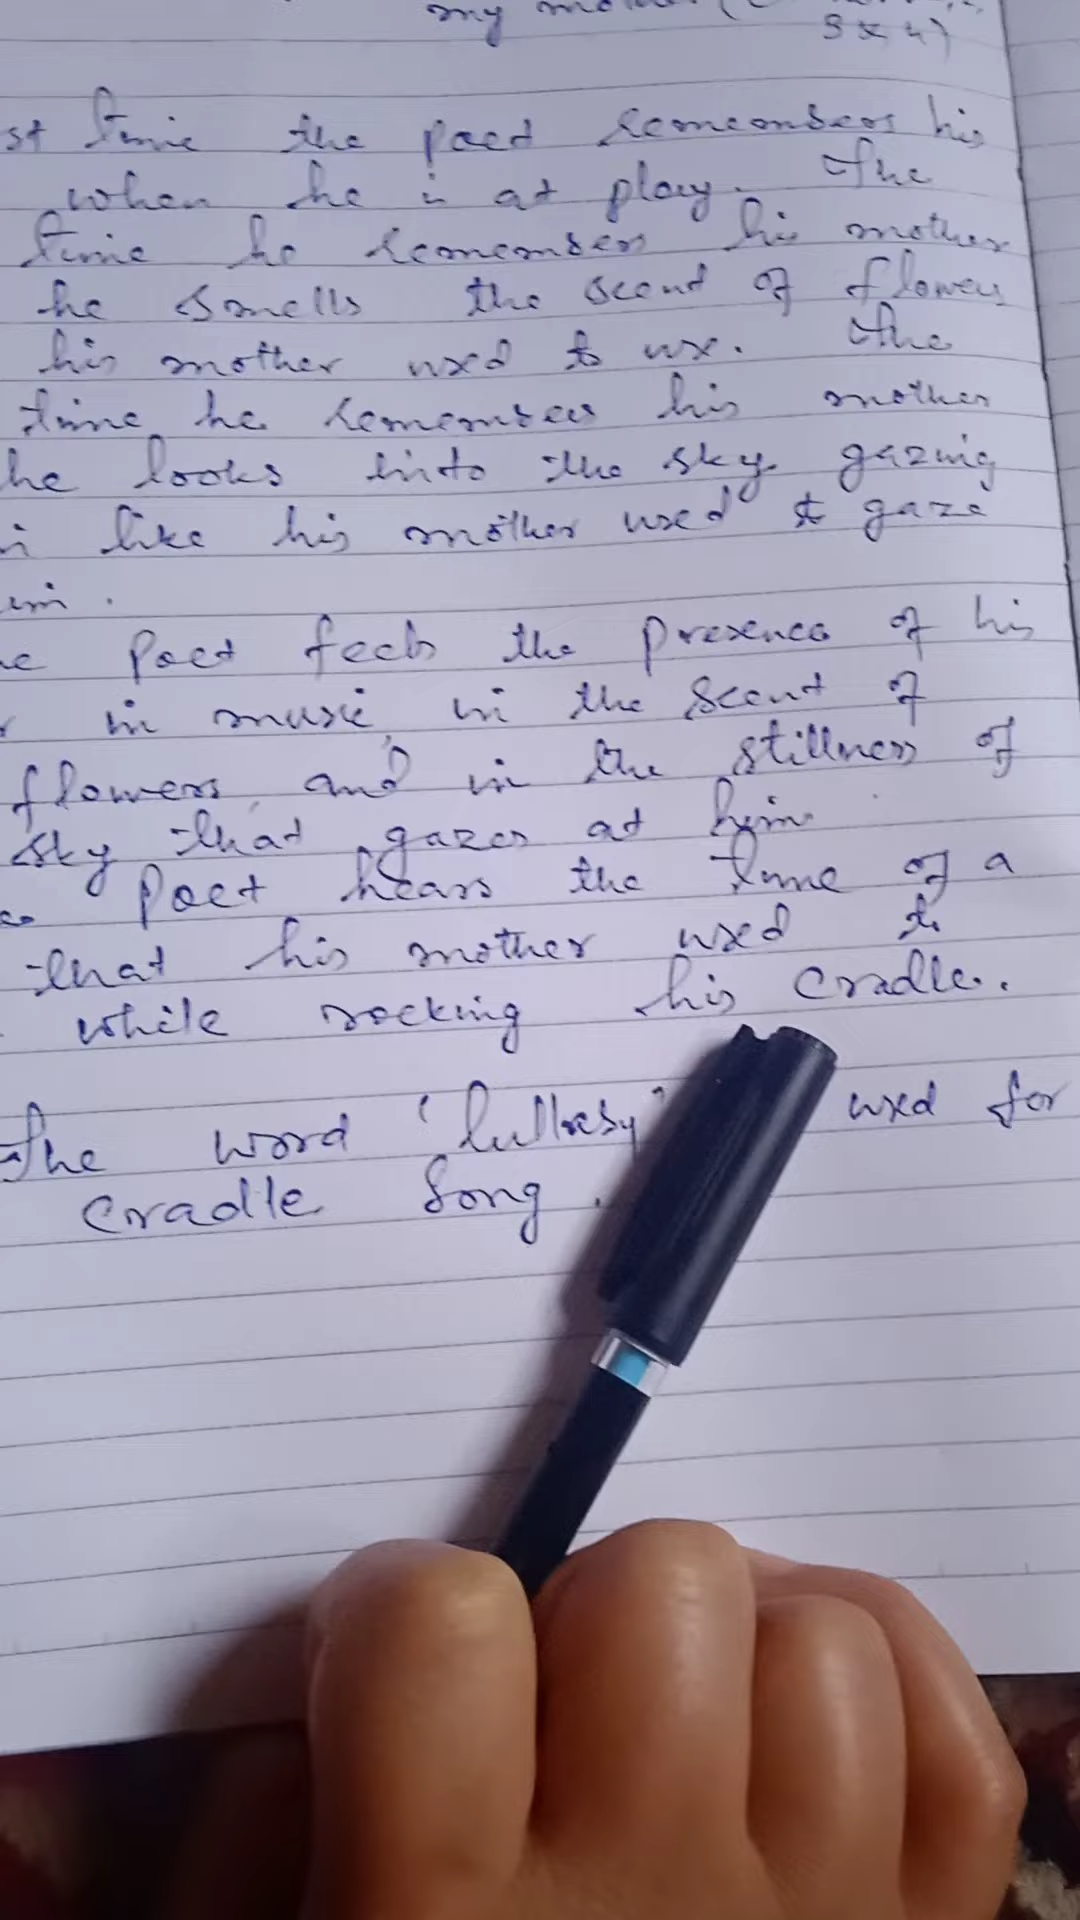 my mother (
st time the poet remembers his
when he is at play. The
time he remembers his mother
he smells the scent of flowers
his mother used to use. The
time he remembers his mother
he looks into the sky gazing
like his mother used to gaze
Poet feels the presence of his
in music, in the scent of
flowers, and in the stillness of
sky that gazes at him
Poet hears the tune of a
that his mother used to
while rocking his cradle.
The word 'lullaby' used for
cradle song.